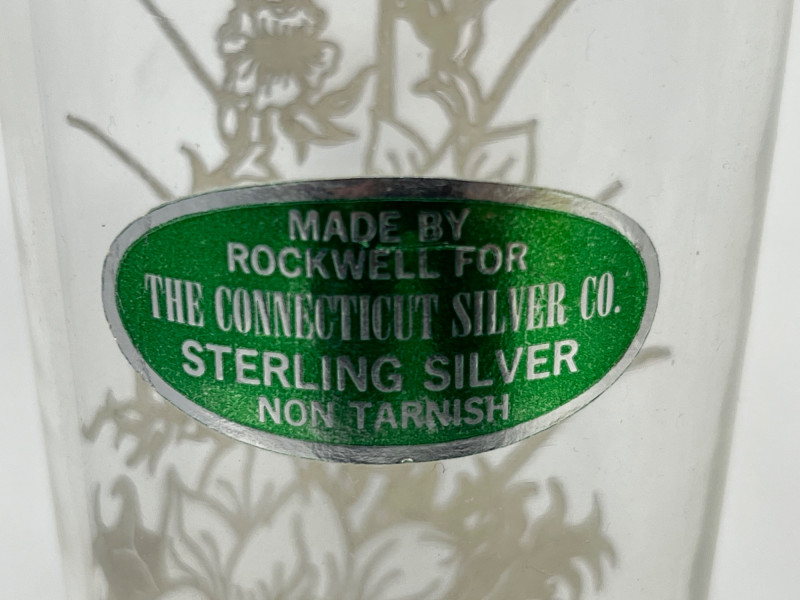 MADE BY
ROCKWELL FOR
THE CONNECTICUT SILVER CO.
STERLING SILVER
NON TARNISH